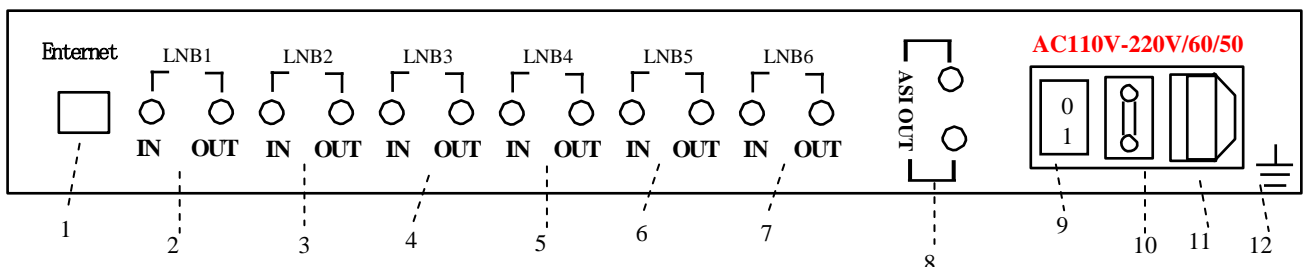 Enternet LNB1 LNB2 LNB3 LNB4 LNB5 LNB6 AC110V-220V/60/50
ASI OUT
0
1
IN OUT IN OUT IN OUT IN OUT IN OUT IN OUT
1 2 3 4 5 6 7 8 9 10 11 12